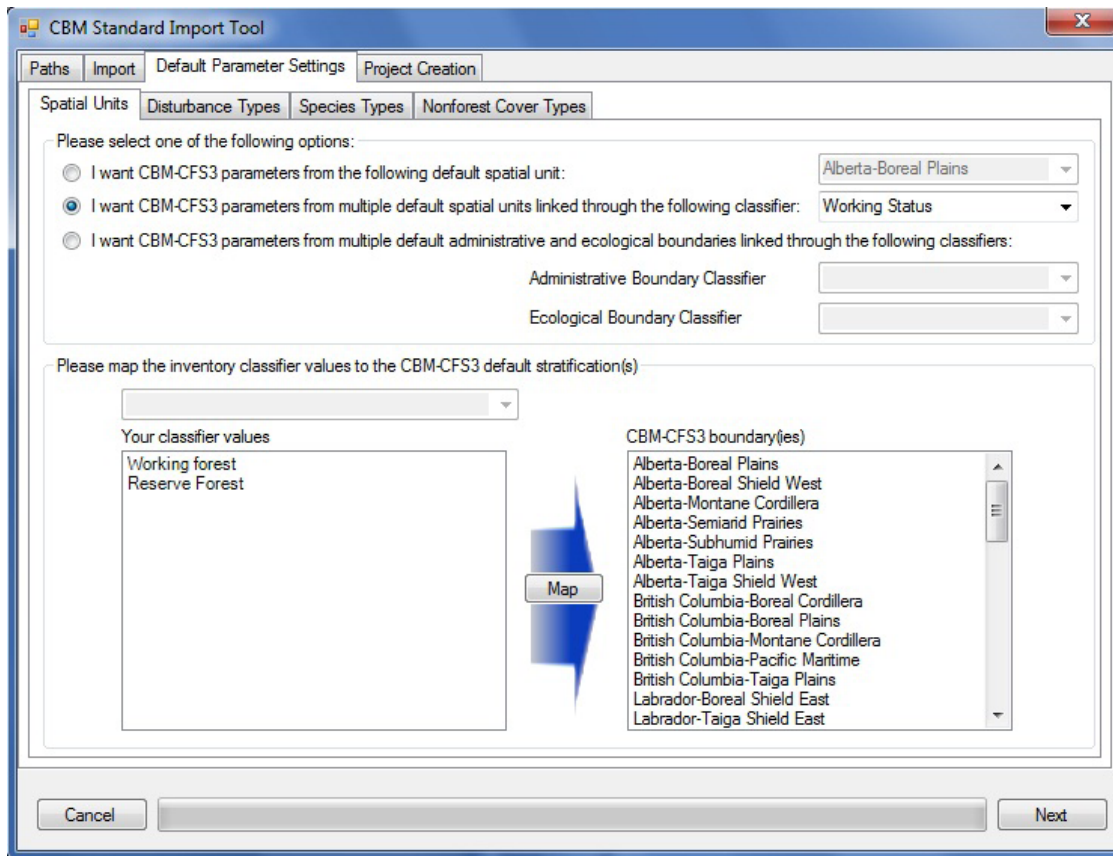 CBM Standard Import Tool
Paths Import Default Parameter Settings Project Creation
Spatial Units Disturbance Types Species Types Nonforest Cover Types
Please select one of the following options:
I want CBM-CFS3 parameters from the following default spatial unit: Alberta-Boreal Plains
I want CBM-CFS3 parameters from multiple default spatial units linked through the following classifier: Working Status
I want CBM-CFS3 parameters from multiple default administrative and ecological boundaries linked through the following classifiers:
Administrative Boundary Classifier
Ecological Boundary Classifier
Please map the inventory classifier values to the CBM-CFS3 default stratification(s)
Your classifier values
Working forest
Reserve Forest
Map
CBM-CFS3 boundary(ies)
Alberta-Boreal Plains
Alberta-Boreal Shield West
Alberta-Montane Cordillera
Alberta-Semiarid Prairies
Alberta-Subhumid Prairies
Alberta-Taiga Plains
Alberta-Taiga Shield West
British Columbia-Boreal Cordillera
British Columbia-Boreal Plains
British Columbia-Montane Cordillera
British Columbia-Pacific Maritime
British Columbia-Taiga Plains
Labrador-Boreal Shield East
Labrador-Taiga Shield East
Cancel Next